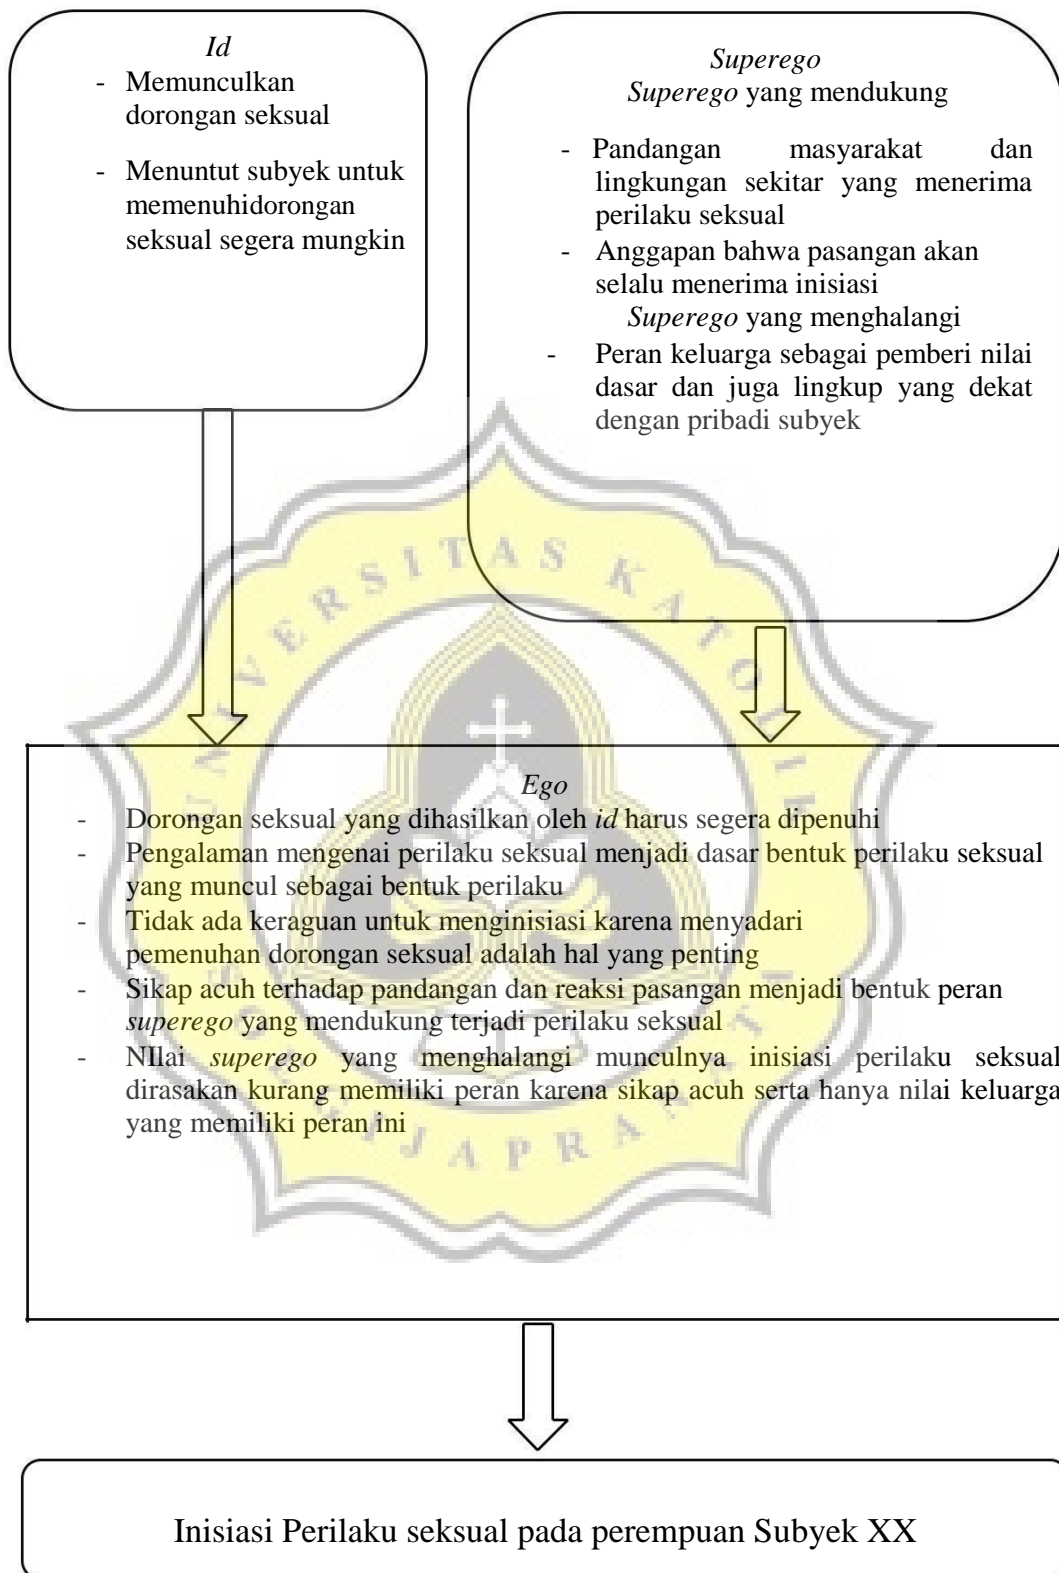 Id
- Memunculkan
dorongan seksual
- Menuntut subyek untuk
memenuhidorongan
seksual segera mungkin
Superego
Superego yang mendukung
- Pandangan masyarakat dan
lingkungan sekitar yang menerima
perilaku seksual
- Anggapan bahwa pasangan akan
selalu menerima inisiasi
Superego yang menghalangi
- Peran keluarga sebagai pemberi nilai
dasar dan juga lingkup yang dekat
dengan pribadi subyek
UNIVERSITAS KATOLIK
SOEGIJAPRANATA
Ego
- Dorongan seksual yang dihasilkan oleh id harus segera dipenuhi
- Pengalaman mengenai perilaku seksual menjadi dasar bentuk perilaku seksual
yang muncul sebagai bentuk perilaku
- Tidak ada keraguan untuk menginisiasi karena menyadari
pemenuhan dorongan seksual adalah hal yang penting
- Sikap acuh terhadap pandangan dan reaksi pasangan menjadi bentuk peran
superego yang mendukung terjadi perilaku seksual
- NIlai superego yang menghalangi munculnya inisiasi perilaku seksual
dirasakan kurang memiliki peran karena sikap acuh serta hanya nilai keluarga
yang memiliki peran ini
Inisiasi Perilaku seksual pada perempuan Subyek XX